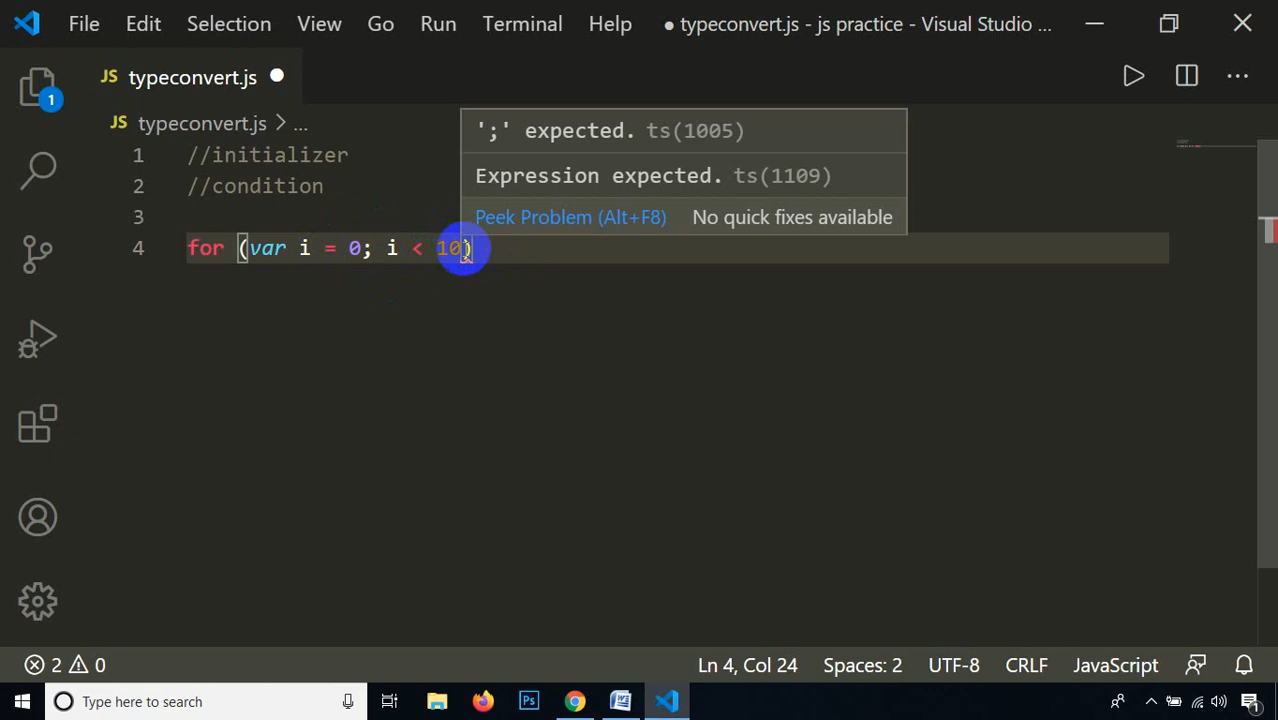 File Edit Selection View Go Run Terminal Help ● typeconvert.js - js practice - Visual Studio ...
JS typeconvert.js
1
JS typeconvert.js > ...
';' expected. ts(1005)
1 //initializer
Expression expected. ts(1109)
2 //condition
Peek Problem (Alt+F8) No quick fixes available
3
4 for (var i = 0; i < 10)
2 0 Ln 4, Col 24 Spaces: 2 UTF-8 CRLF JavaScript
Type here to search Ps W 1